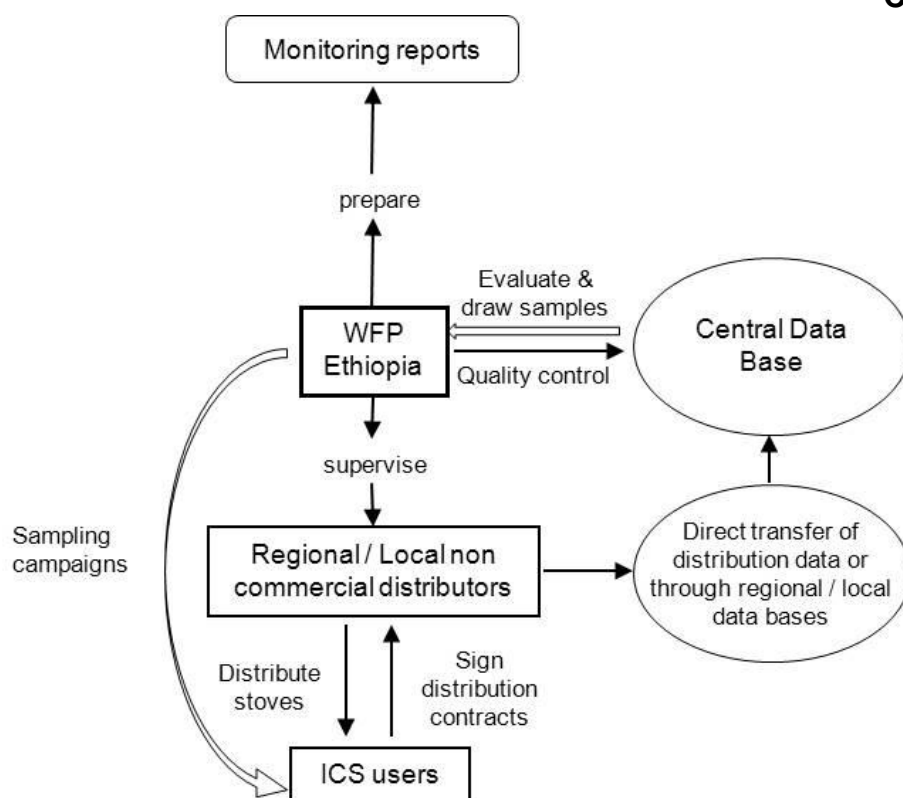 Monitoring reports
prepare
Evaluate &
draw samples
WFP
Ethiopia
Central Data
Base
Quality control
supervise
Sampling
campaigns
Regional / Local non
commercial distributors
Direct transfer of
distribution data or
through regional / local
data bases
Distribute
stoves
Sign
distribution
contracts
ICS users